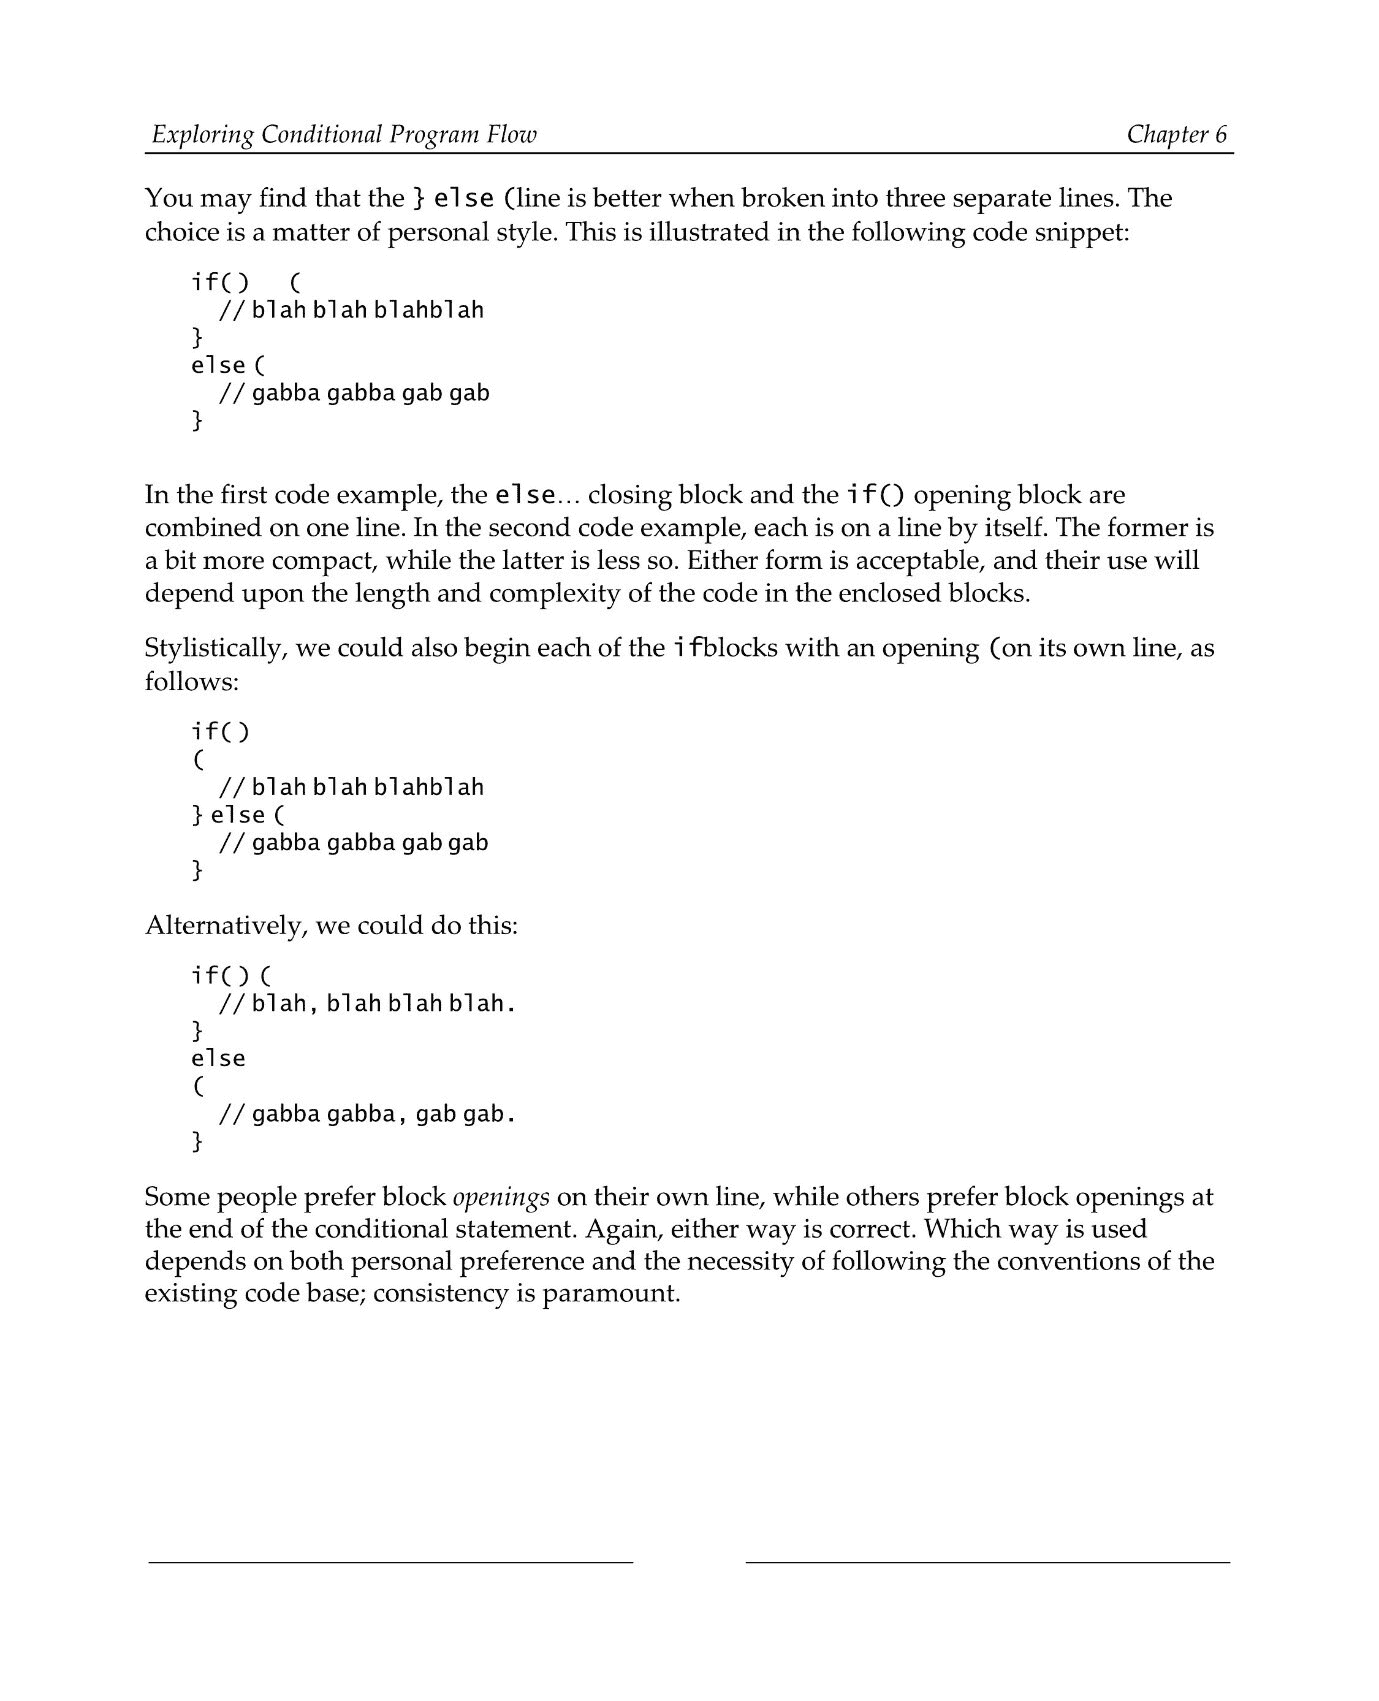 Exploring Conditional Program Flow Chapter 6
You may find that the } else (line is better when broken into three separate lines. The
choice is a matter of personal style. This is illustrated in the following code snippet:
if() (
// blah blah blahblah
}
else (
// gabba gabba gab gab
}
In the first code example, the else… closing block and the if() opening block are
combined on one line. In the second code example, each is on a line by itself. The former is
a bit more compact, while the latter is less so. Either form is acceptable, and their use will
depend upon the length and complexity of the code in the enclosed blocks.
Stylistically, we could also begin each of the ifblocks with an opening (on its own line, as
follows:
if()
(
// blah blah blahblah
} else (
// gabba gabba gab gab
}
Alternatively, we could do this:
if() (
// blah, blah blah blah.
}
else
(
// gabba gabba, gab gab.
}
Some people prefer block openings on their own line, while others prefer block openings at
the end of the conditional statement. Again, either way is correct. Which way is used
depends on both personal preference and the necessity of following the conventions of the
existing code base; consistency is paramount.